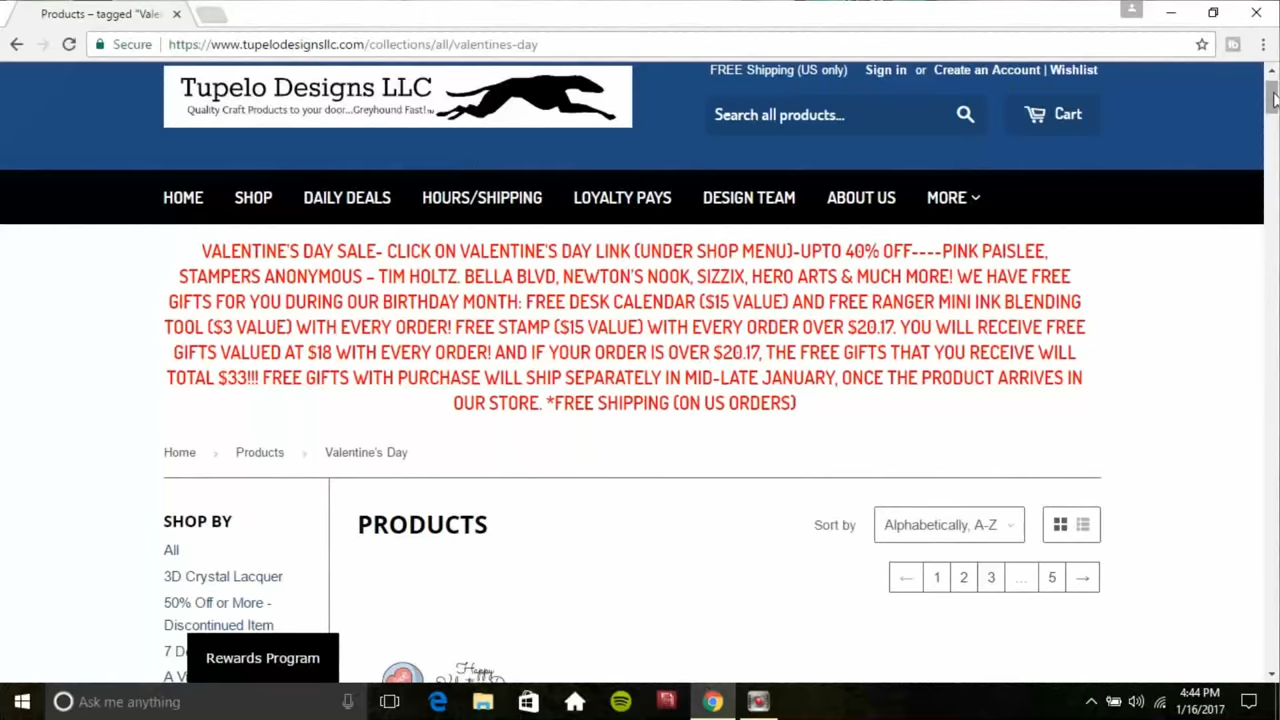 Products – tagged "Vale
Secure
https://www.tupelodesignsllc.com/collections/all/valentines-day
Tupelo Designs LLC
Quality Craft Products to your door...Greyhound Fast!™
FREE Shipping (US only) Sign in or Create an Account | Wishlist
Search all products...
Cart
HOME SHOP DAILY DEALS HOURS/SHIPPING LOYALTY PAYS DESIGN TEAM ABOUT US MORE
VALENTINE'S DAY SALE- CLICK ON VALENTINE'S DAY LINK (UNDER SHOP MENU)-UPTO 40% OFF----PINK PAISLEE,
STAMPERS ANONYMOUS – TIM HOLTZ. BELLA BLVD, NEWTON'S NOOK, SIZZIX, HERO ARTS & MUCH MORE! WE HAVE FREE
GIFTS FOR YOU DURING OUR BIRTHDAY MONTH: FREE DESK CALENDAR ($15 VALUE) AND FREE RANGER MINI INK BLENDING
TOOL ($3 VALUE) WITH EVERY ORDER! FREE STAMP ($15 VALUE) WITH EVERY ORDER OVER $20.17. YOU WILL RECEIVE FREE
GIFTS VALUED AT $18 WITH EVERY ORDER! AND IF YOUR ORDER IS OVER $20.17, THE FREE GIFTS THAT YOU RECEIVE WILL
TOTAL $33!!! FREE GIFTS WITH PURCHASE WILL SHIP SEPARATELY IN MID-LATE JANUARY, ONCE THE PRODUCT ARRIVES IN
OUR STORE. *FREE SHIPPING (ON US ORDERS)
Home › Products › Valentine's Day
SHOP BY
All
3D Crystal Lacquer
50% Off or More -
Discontinued Item
7 D
A V
Rewards Program
PRODUCTS
Sort by
Alphabetically, A-Z
← 1 2 3 ... 5 →
Happy
Ask me anything
4:44 PM
1/16/2017